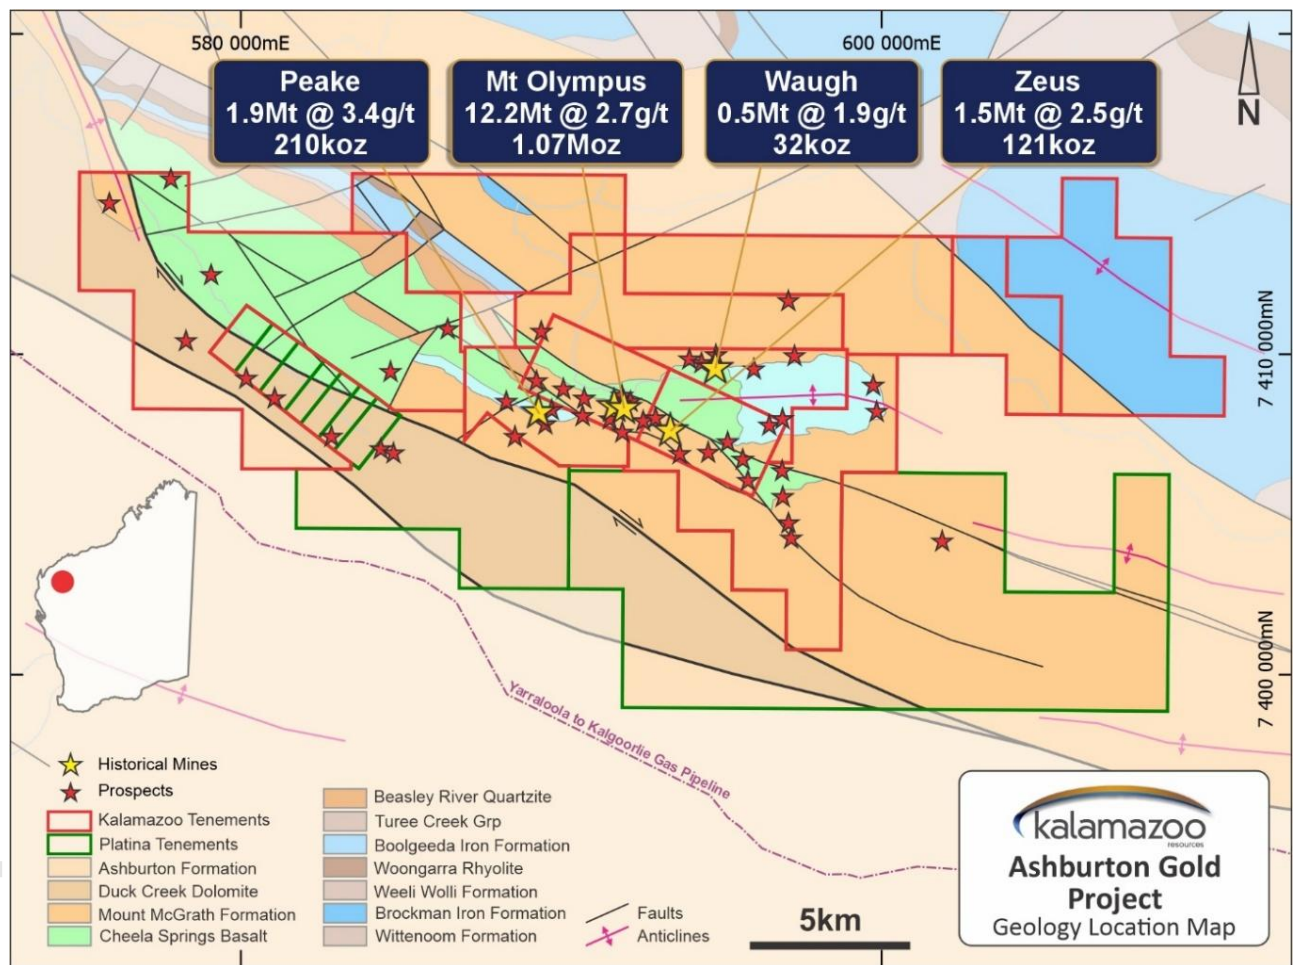 580 000mE
600 000mE
Peake
1.9Mt @ 3.4g/t
210koz
Mt Olympus
12.2Mt @ 2.7g/t
1.07Moz
Waugh
0.5Mt @ 1.9g/t
32koz
Zeus
1.5Mt @ 2.5g/t
121koz
N
7 410 000mN
7 400 000mN
Yarraloola to Kalgoorlie Gas Pipeline
Historical Mines
Prospects
Kalamazoo Tenements
Platina Tenements
Ashburton Formation
Duck Creek Dolomite
Mount McGrath Formation
Cheela Springs Basalt
Beasley River Quartzite
Turee Creek Grp
Boolgeeda Iron Formation
Woongarra Rhyolite
Weeli Wolli Formation
Brockman Iron Formation
Wittenoom Formation
Faults
Anticlines
5km
kalamazoo
resources
Ashburton Gold
Project
Geology Location Map